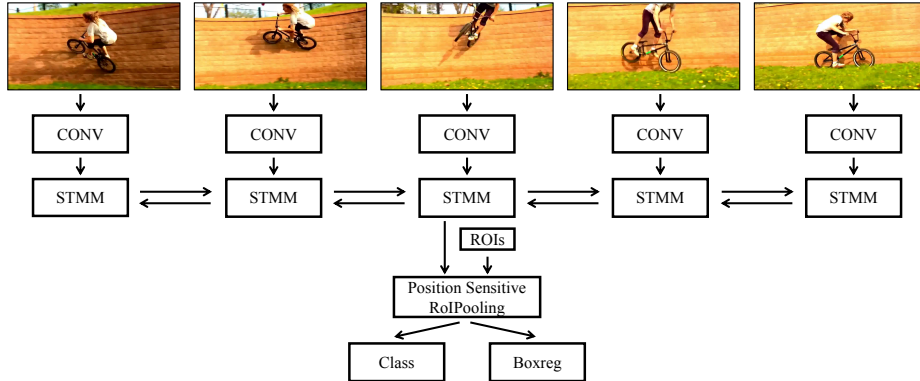 CONV
CONV
CONV
CONV
CONV
STMM
STMM
STMM
STMM
STMM
ROIs
Position Sensitive
RoIPooling
Class
Boxreg